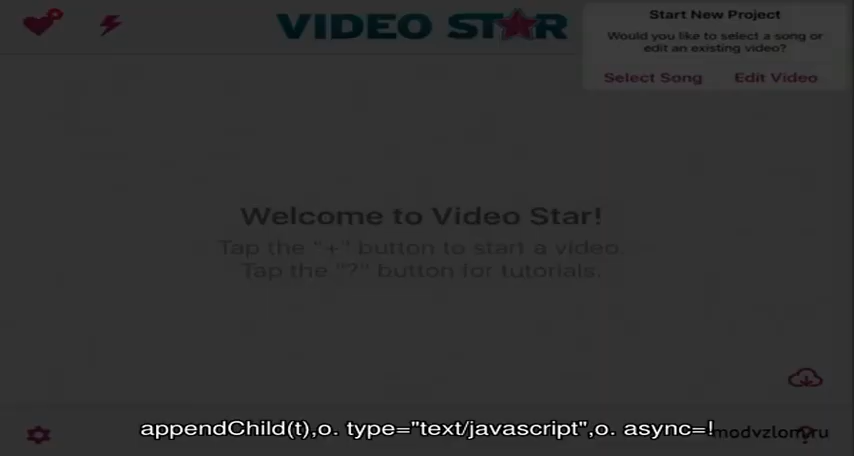 VIDEO STAR
Start New Project
Would you like to select a song or
edit an existing video?
Select Song Edit Video
Welcome to Video Star!
Tap the "+" button to start a video.
Tap the "?" button for tutorials.
appendChild(t),o. type="text/javascript",o. async=!
modvzlom.ru